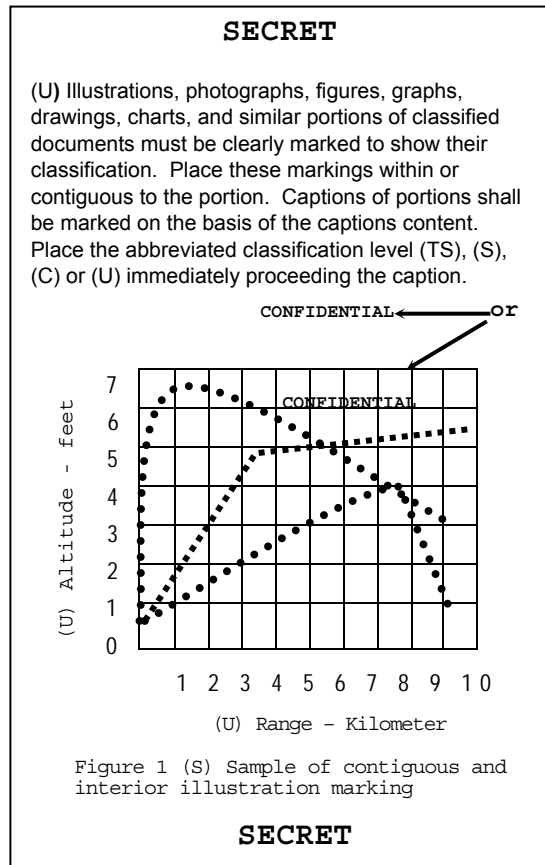 SECRET
(U) Illustrations, photographs, figures, graphs,
drawings, charts, and similar portions of classified
documents must be clearly marked to show their
classification.  Place these markings within or
contiguous to the portion.  Captions of portions shall
be marked on the basis of the captions content.
Place the abbreviated classification level (TS), (S),
(C) or (U) immediately proceeding the caption.
CONFIDENTIAL or
CONFIDENTIAL
(U) Altitude - feet
7
6
5
4
3
2
1
0
1 2 3 4 5 6 7 8 9 10
(U) Range – Kilometer
Figure 1 (S) Sample of contiguous and
interior illustration marking
SECRET